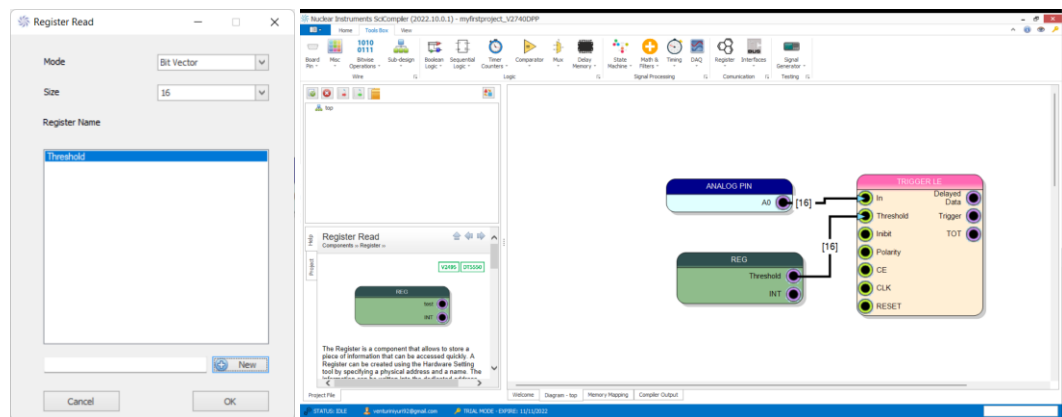 Register Read
Mode
Bit Vector
Size
16
Register Name
Threshold
New
Cancel
OK
Nuclear Instruments SciCompiler (2022.10.0.1) - myfirstproject_V2740DPP
Home Tools Box View
1010
0111
Board Pin
Misc
Bitwise Operations
Sub-design
Boolean Logic
Sequential Logic
Timer Counters
Comparator
Mux
Delay Memory
State Machine
Math & Filters
Timing
DAQ
Register
Interfaces
Signal Generator
Wire
Logic
Signal Processing
Comunication
Testing
top
Help
Project
Register Read
Components » Register »
V2495 DT5550
REG
test
INT
The Register is a component that allows to store a
piece of information that can be accessed quickly. A
Register can be created using the Hardware Setting
tool by specifying a physical address and a name. The
Project File
ANALOG PIN
A0
[16]
REG
Threshold
INT
[16]
TRIGGER LE
In
Threshold
Inibit
Polarity
CE
CLK
RESET
Delayed
Data
Trigger
TOT
Welcome
Diagram - top
Memory Mapping
Compiler Output
STATUS: IDLE
venturiniyuri92@gmail.com
TRIAL MODE - EXPIRE: 11/11/2022